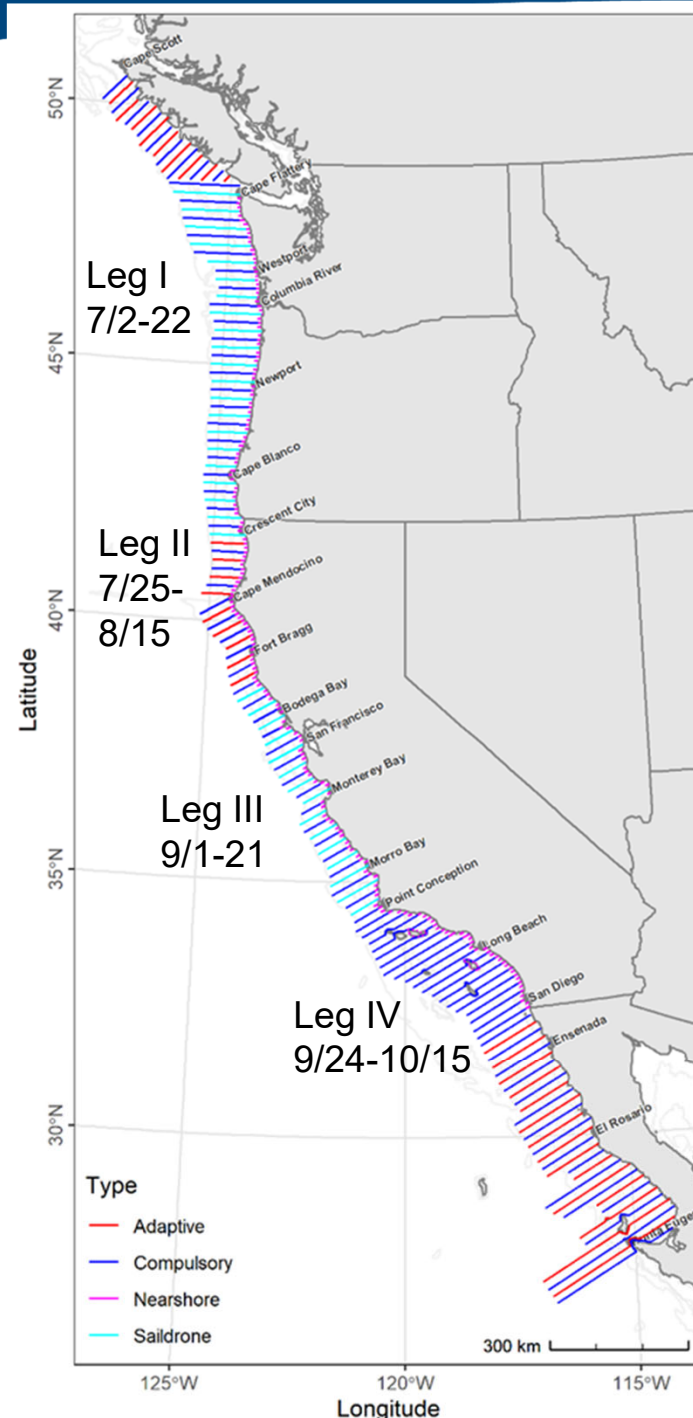 Cape Scott
50°N
Cape Flattery
Westport
Columbia River
Leg I
7/2-22
45°N
Newport
Cape Blanco
Crescent City
Leg II
7/25-
8/15
Cape Mendocino
40°N
Fort Bragg
Latitude
Bodega Bay
San Francisco
Monterey Bay
Leg III
9/1-21
Morro Bay
35°N
Point Conception
Long Beach
San Diego
Leg IV
9/24-10/15
Ensenada
30°N
El Rosario
Type
Adaptive
Compulsory
Nearshore
Saildrone
300 km
125°W
120°W
115°W
Longitude